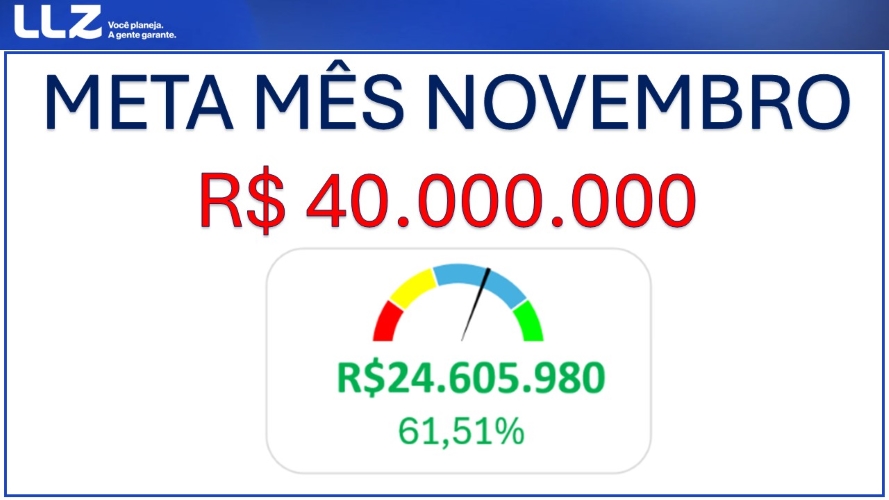 LLZ
Você planeja.
A gente garante.
META MÊS NOVEMBRO
R$ 40.000.000
R$24.605.980
61,51%